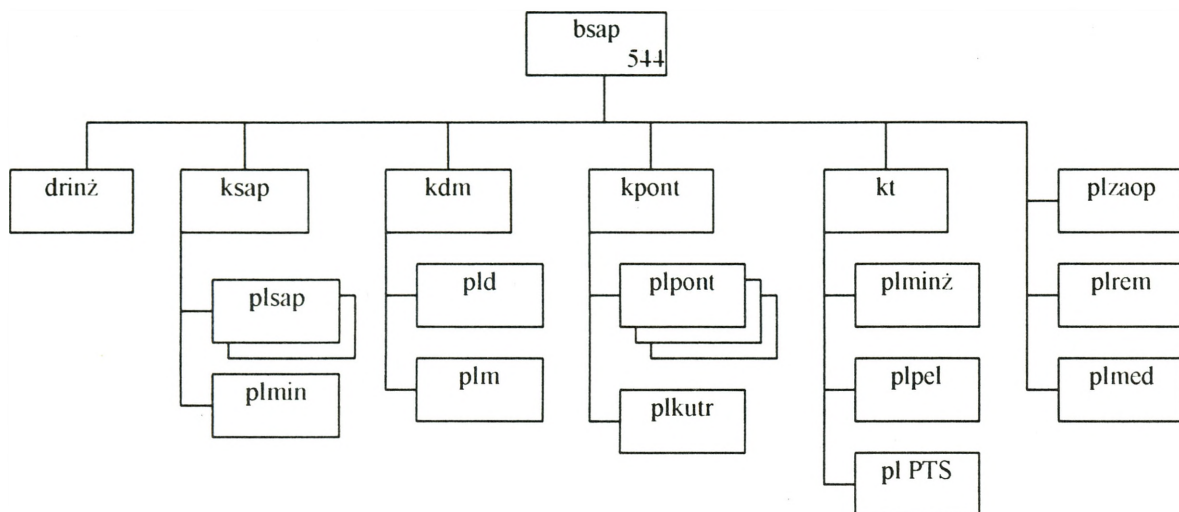 bsap
544
drinż
ksap
kdm
kpont
kt
plzaop
plsap
pld
plpont
plminż
plrem
plmin
plm
plkutr
plpel
plmed
pl PTS